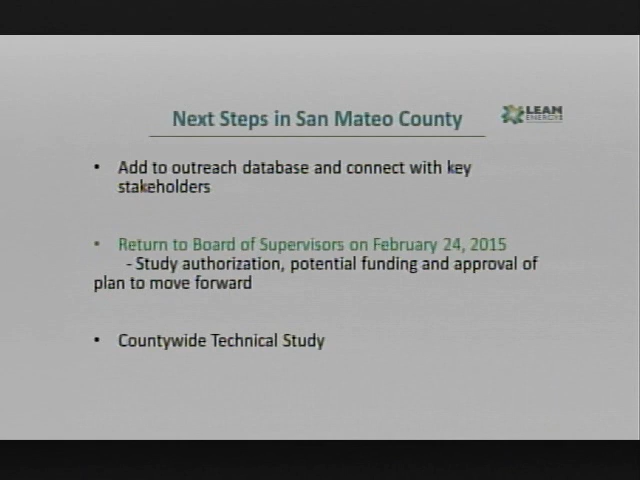 Next Steps in San Mateo County
LEAN
ENERGY
• Add to outreach database and connect with key
stakeholders
• Return to Board of Supervisors on February 24, 2015
- Study authorization, potential funding and approval of
plan to move forward
• Countywide Technical Study